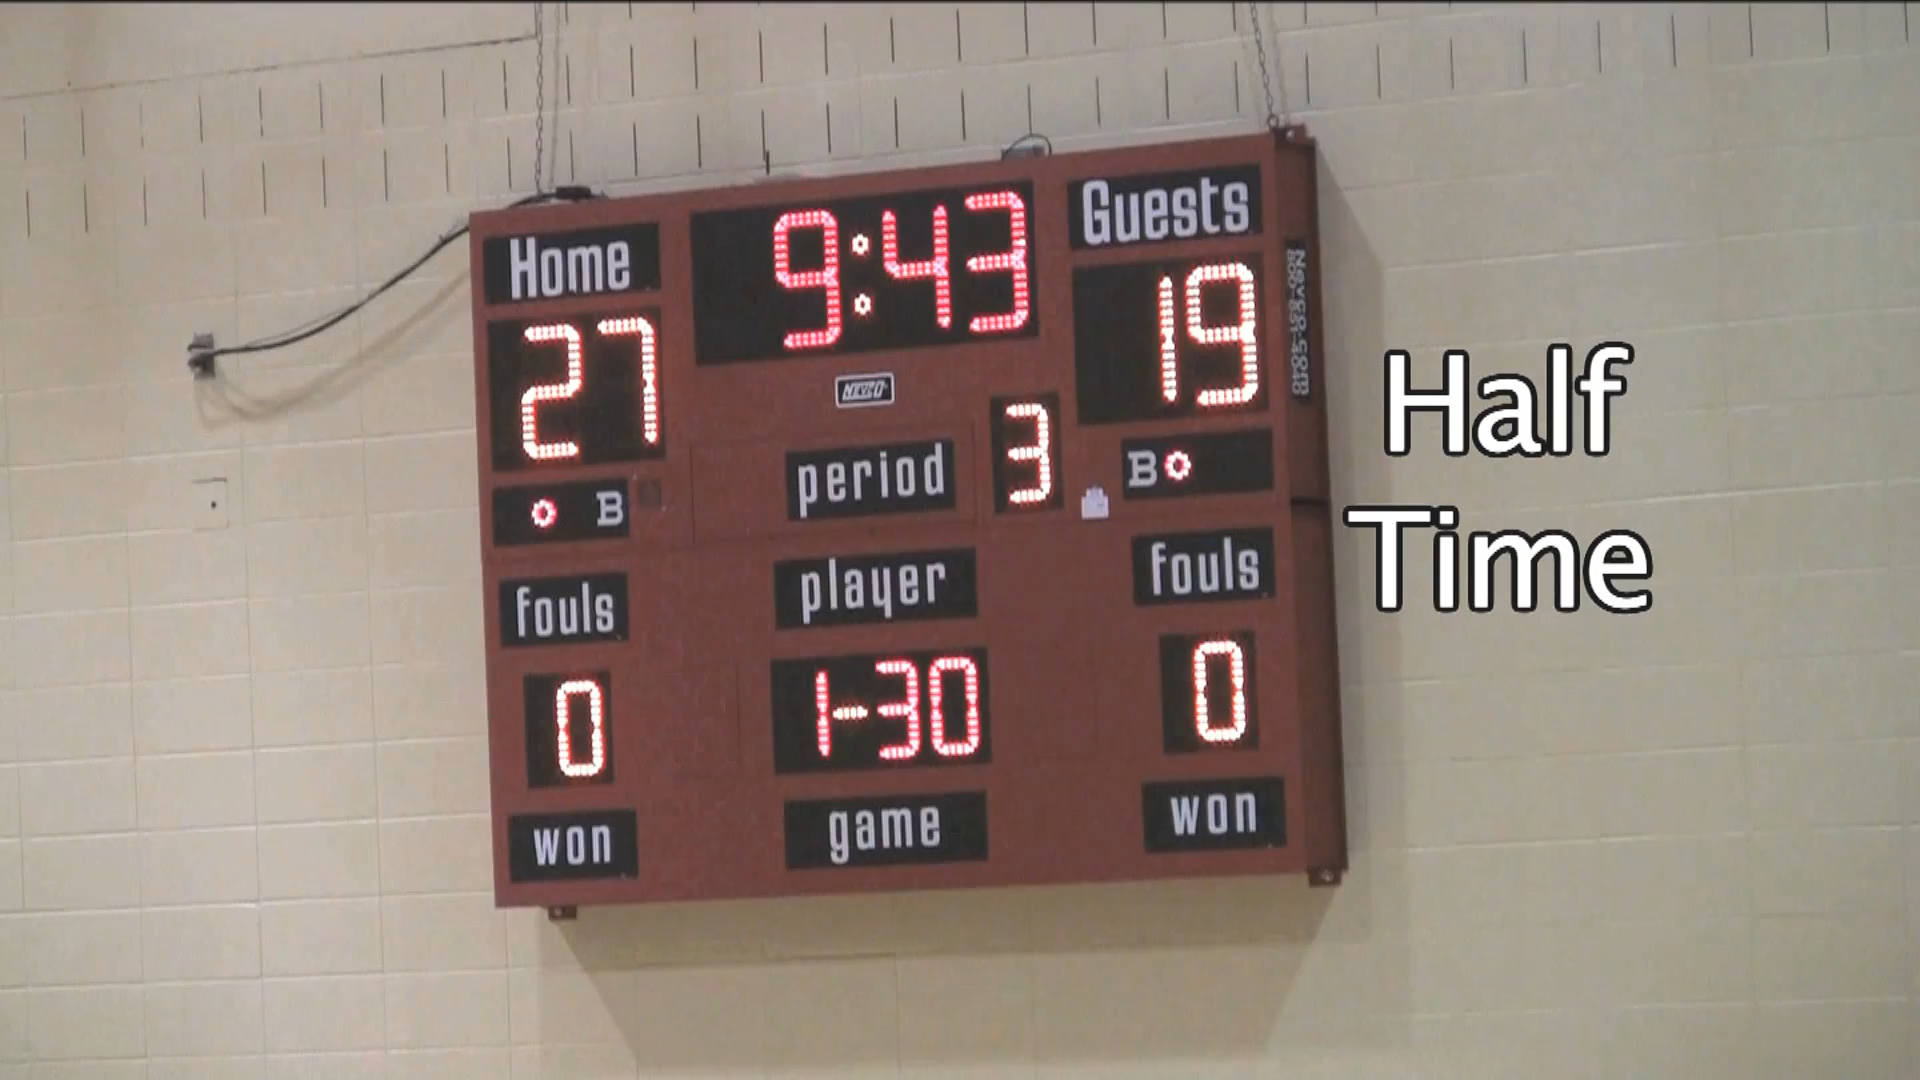 Home
9:43
Guests
27
19
NEVCO
period
3
B
B
fouls
player
fouls
0
1-30
0
won
game
won
Half
Time